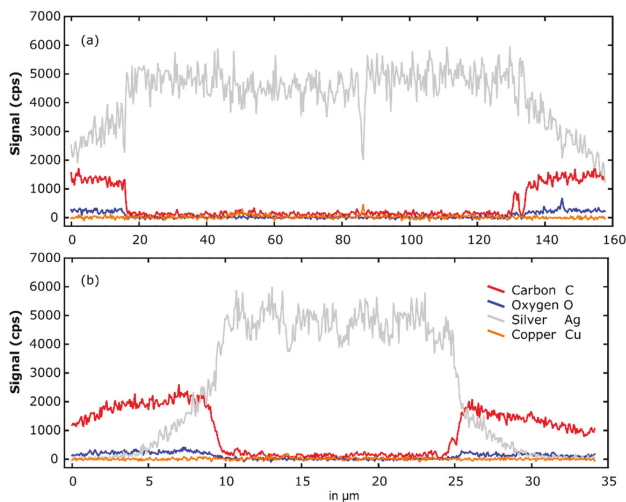 7000
(a)
6000
5000
4000
3000
2000
1000
0
Signal (cps)
0 20 40 60 80 100 120 140 160
7000
(b)
6000
5000
4000
3000
2000
1000
0
Signal (cps)
Carbon C
Oxygen O
Silver Ag
Copper Cu
0 5 10 15 20 25 30 35
in µm